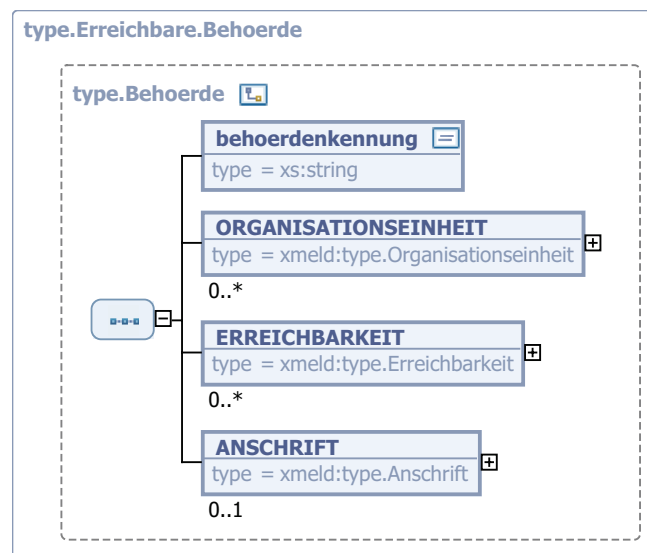 type.Erreichbare.Behoerde
type.Behoerde
behoerdenkennung
type = xs:string
ORGANISATIONSEINHEIT
type = xmeld:type.Organisationseinheit
0..*
ERREICHBARKEIT
type = xmeld:type.Erreichbarkeit
0..*
ANSCHRIFT
type = xmeld:type.Anschrift
0..1